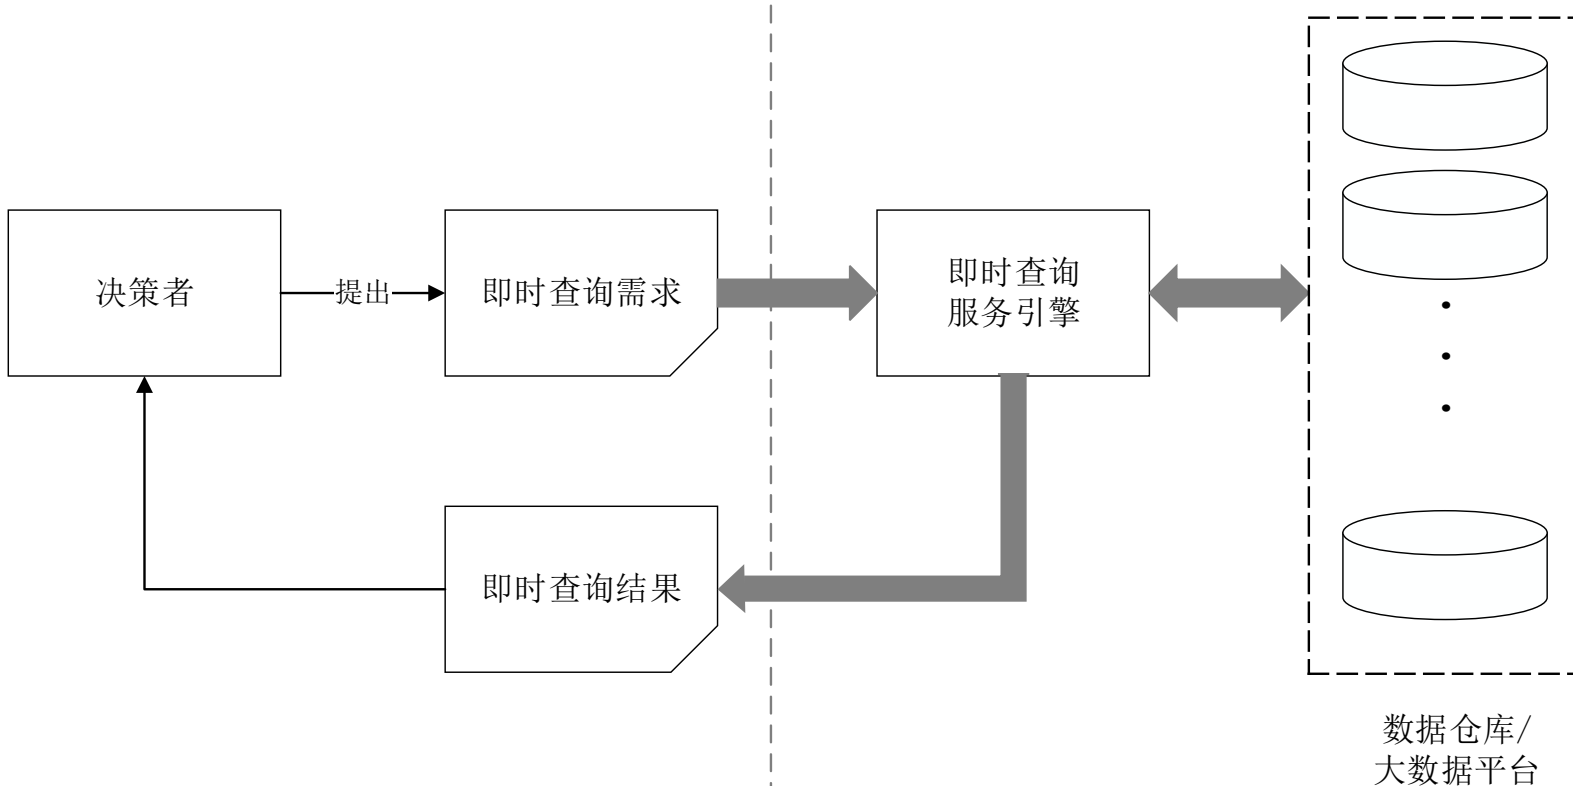 决策者
提出
即时查询需求
即时查询
服务引擎
即时查询结果
数据仓库/
大数据平台